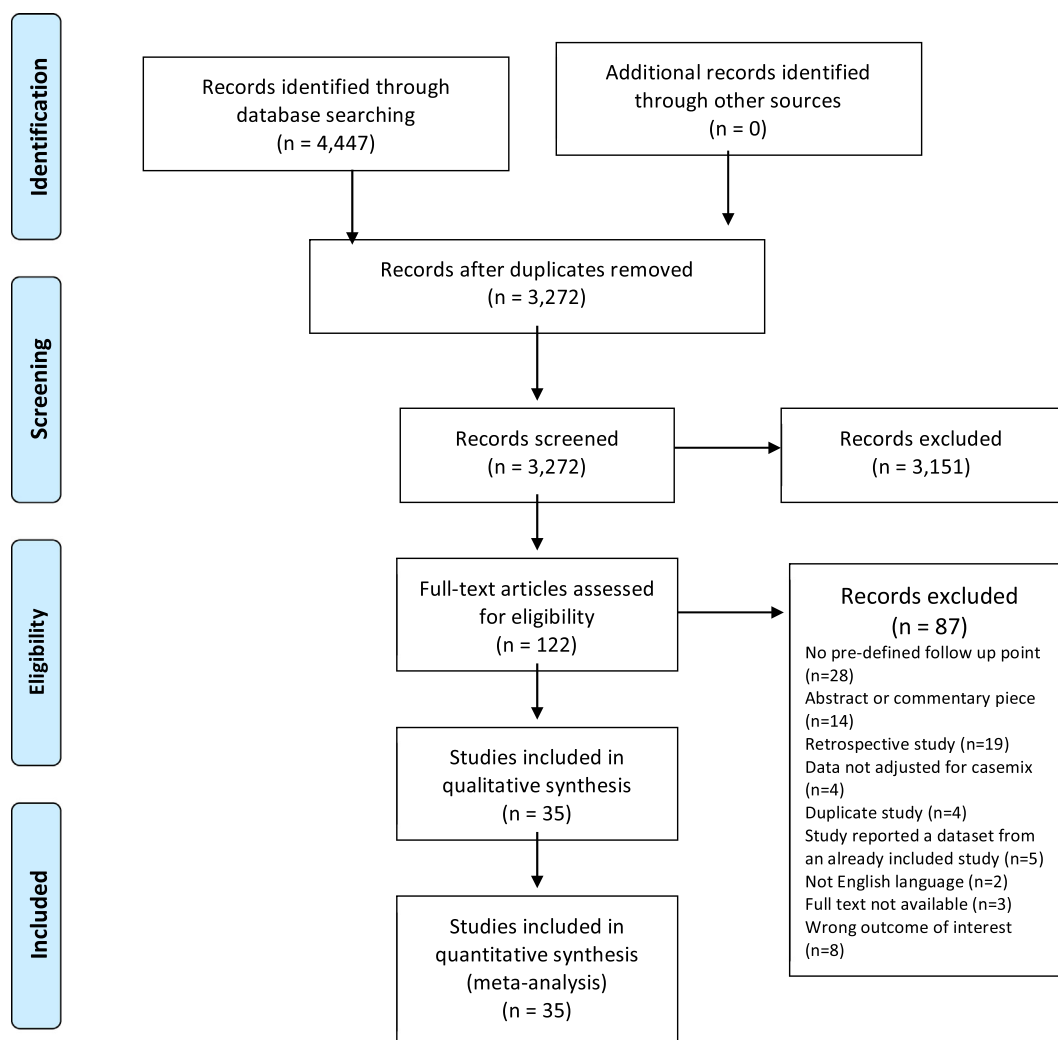 Identification
Records identified through
database searching
(n = 4,447)
Additional records identified
through other sources
(n = 0)
Records after duplicates removed
(n = 3,272)
Screening
Records screened
(n = 3,272)
Records excluded
(n = 3,151)
Eligibility
Full-text articles assessed
for eligibility
(n = 122)
Records excluded
(n = 87)
No pre-defined follow up point
(n=28)
Abstract or commentary piece
(n=14)
Retrospective study (n=19)
Data not adjusted for casemix
(n=4)
Duplicate study (n=4)
Study reported a dataset from
an already included study (n=5)
Not English language (n=2)
Full text not available (n=3)
Wrong outcome of interest
(n=8)
Studies included in
qualitative synthesis
(n = 35)
Included
Studies included in
quantitative synthesis
(meta-analysis)
(n = 35)